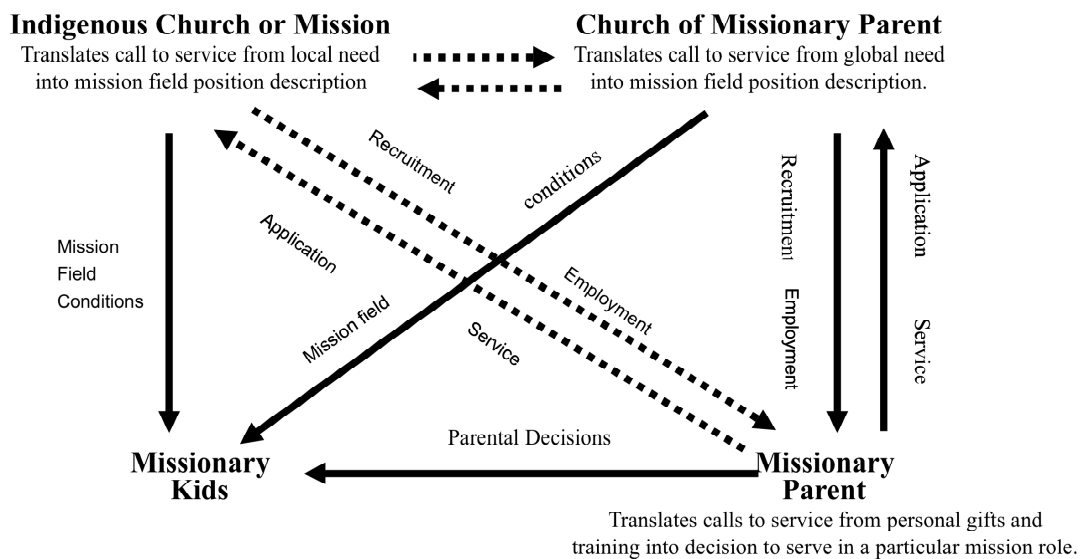 Indigenous Church or Mission
Translates call to service from local need
into mission field position description
Church of Missionary Parent
Translates call to service from global need
into mission field position description.
Recruitment
conditions
Recruitment
Application
Application
Mission
Field
Conditions
Employment
Employment
Mission field
Service
Service
Parental Decisions
Missionary
Kids
Missionary
Parent
Translates calls to service from personal gifts and
training into decision to serve in a particular mission role.